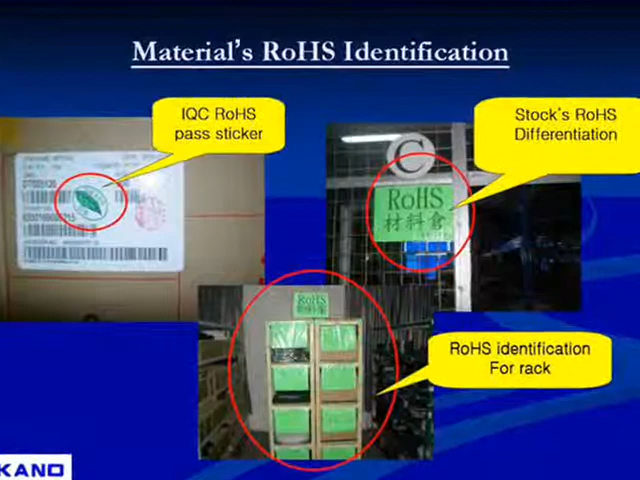 Material's RoHS Identification
IQC RoHS
pass sticker
Stock's RoHS
Differentiation
C
RoHS
材料倉
RoHS
RoHS identification
For rack
KANO